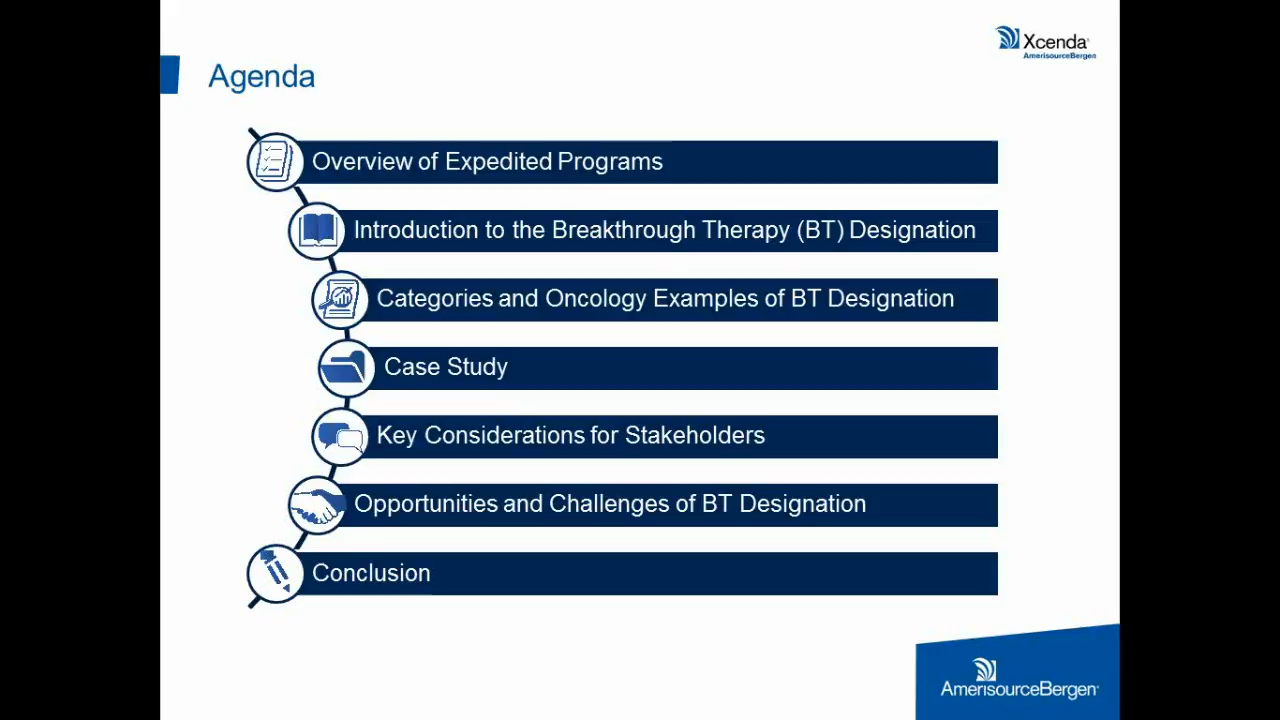 Xcenda
AmerisourceBergen
Agenda
Overview of Expedited Programs
Introduction to the Breakthrough Therapy (BT) Designation
Categories and Oncology Examples of BT Designation
Case Study
Key Considerations for Stakeholders
Opportunities and Challenges of BT Designation
Conclusion
AmerisourceBergen